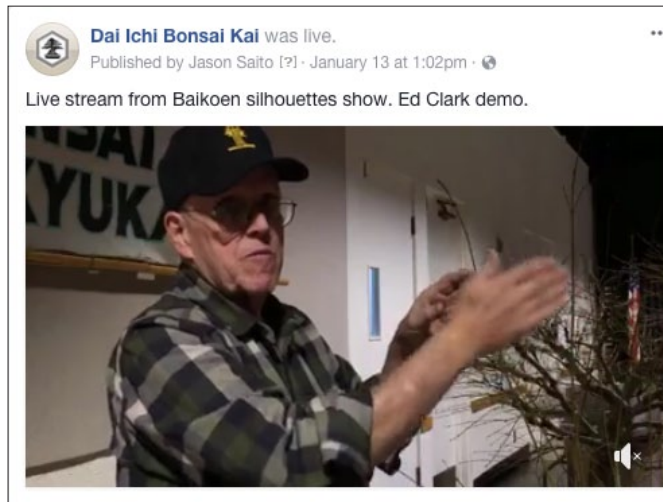 Dai Ichi Bonsai Kai was live.
Published by Jason Saito [?] · January 13 at 1:02pm ·
Live stream from Baikoen silhouettes show. Ed Clark demo.
NSAI
YUKA